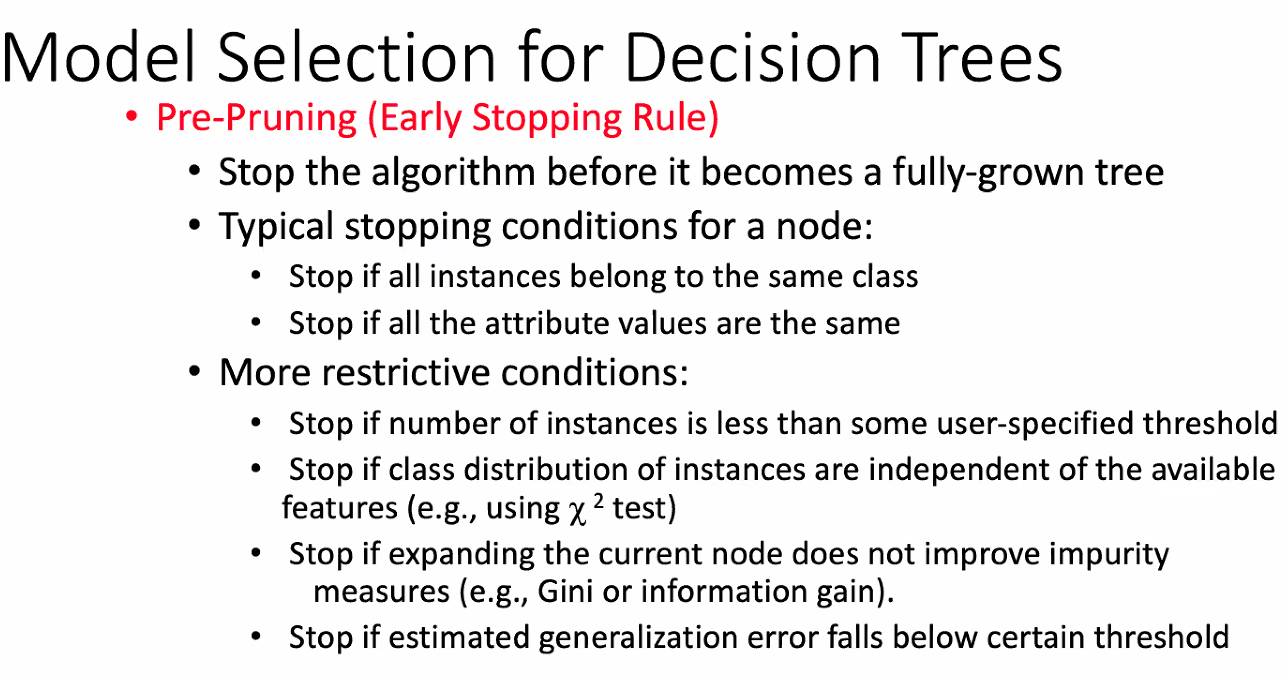 Model Selection for Decision Trees
• Pre-Pruning (Early Stopping Rule)
• Stop the algorithm before it becomes a fully-grown tree
• Typical stopping conditions for a node:
• Stop if all instances belong to the same class
• Stop if all the attribute values are the same
• More restrictive conditions:
• Stop if number of instances is less than some user-specified threshold
• Stop if class distribution of instances are independent of the available
features (e.g., using χ ² test)
• Stop if expanding the current node does not improve impurity
measures (e.g., Gini or information gain).
• Stop if estimated generalization error falls below certain threshold